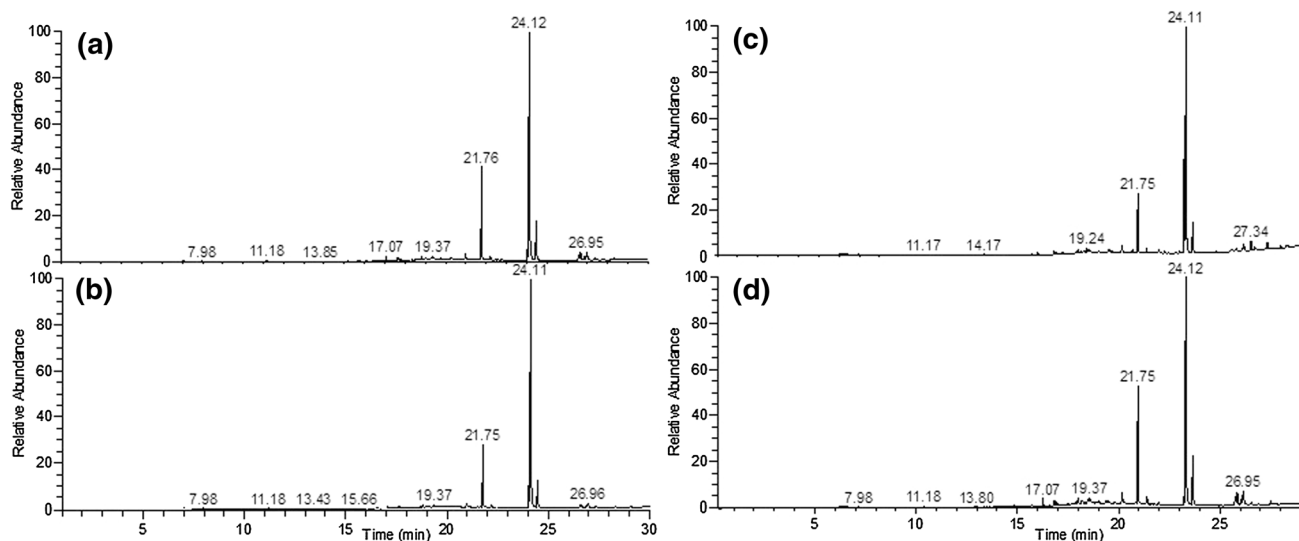 (a)
Relative Abundance
100
80
60
40
20
0
7.98 11.18 13.85 17.07 19.37 21.76 24.12 26.95
(b)
Relative Abundance
100
80
60
40
20
0
7.98 11.18 13.43 15.66 19.37 21.75 24.11 26.96
5 10 15 20 25 30
Time (min)
(c)
Relative Abundance
100
80
60
40
20
0
11.17 14.17 19.24 21.75 24.11 27.34
(d)
Relative Abundance
100
80
60
40
20
0
7.98 11.18 13.80 17.07 19.37 21.75 24.12 26.95
5 10 15 20 25
Time (min)